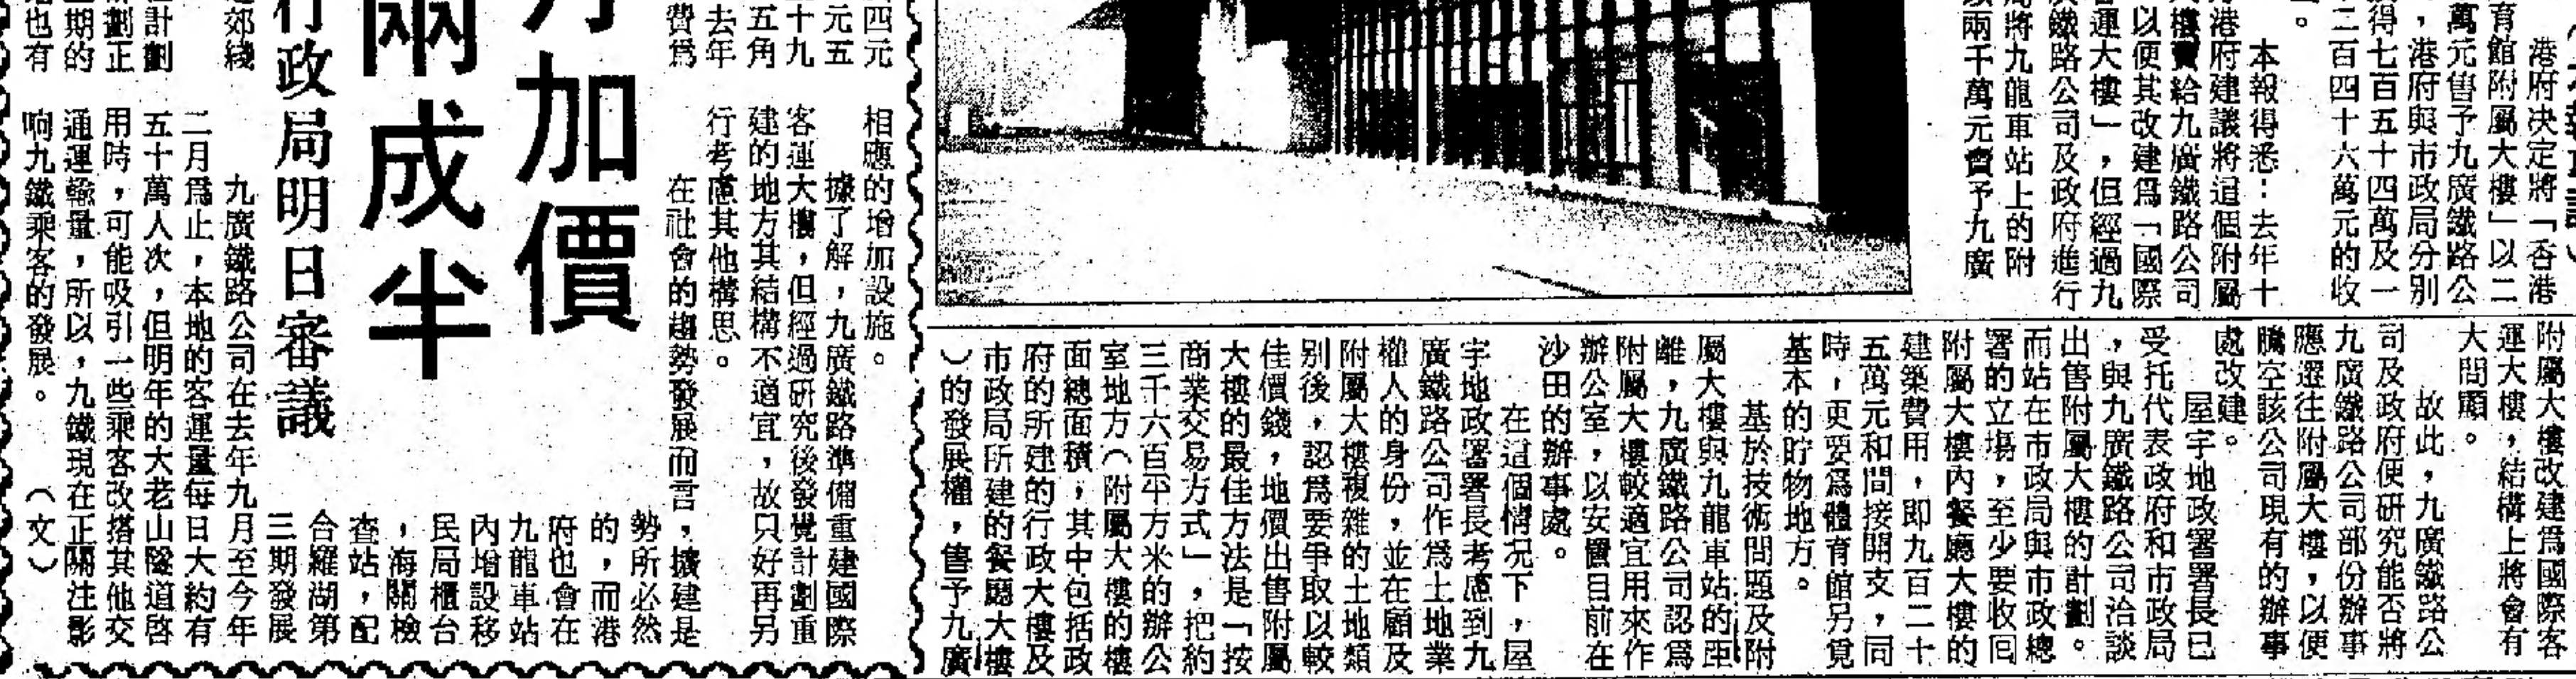 港府決定將「香港
育館附屬大樓」以二
萬元售予九廣鐵路公
，港府與市政局分別
得七百五十四萬及一
二百四十六萬元的收
。
本報得悉：去年十
港府建議將這個附屬
樓賣給九廣鐵路公司
以便其改建爲「國際
運大樓」，但經過九
鐵路公司及政府進行
將九龍車站上的附
兩千萬元售予九廣
附屬大樓改建爲國際客
運大樓，結構上將會有
大問題。
故此，九廣鐵路公
司及政府便研究能否將
九廣鐵路公司部份辦事
應遷往附屬大樓，以便
騰空該公司現有的辦事
處改建。
屋宇地政署署長已
受托代表政府和市政局
，與九廣鐵路公司洽談
出售附屬大樓的計劃。
而站在市政局與市政總
署的立場，至少要收回
附屬大樓內餐廳大樓的
建築費用，即九百二十
五萬元和間接開支，同
時，更要爲體育館另覓
基本的貯物地方。
基於技術問題及附
屬大樓與九龍車站的距
離，九廣鐵路公司認爲
附屬大樓較適宜用來作
辦公室，以安置目前在
沙田的辦事處。
在這個情況下，屋
宇地政署署長考慮到九
廣鐵路公司作爲土地業
權人的身份，並在顧及
附屬大樓複雜的土地類
別後，認爲要爭取以較
佳價錢，地價出售附屬
大樓的最佳方法是「按
商業交易方式」，把約
三千六百平方米的辦公
室地方（附屬大樓的樓
面總面積，其中包括政
府的所建的行政大樓及
市政局所建的餐廳大樓
）的發展權，售予九廣
加價
兩成半
行政局明日審議
四元
元五
十九
五角
去年
費爲
相應的增加設施。
據了解，九廣鐵路準備重建國際
客運大樓，但經過研究後發覺計劃重
建的地方其結構不適宜，故只好再另
行考慮其他構思。
在社會的趨勢發展而言，擴建是
勢所必然
的，而港
府也會在
九龍車站
內增設移
民局櫃台
，海關檢
查站，配
合羅湖第
三期發展
郊綫
計劃
劃正
期的
也有
九廣鐵路公司在去年九月至今年
二月爲止，本地的客運量每日大約有
五十萬人次，但明年的大老山隧道啓
用時，可能吸引一些乘客改搭其他交
通運輸量，所以，九鐵現在正關注影
响九鐵乘客的發展。
（文）